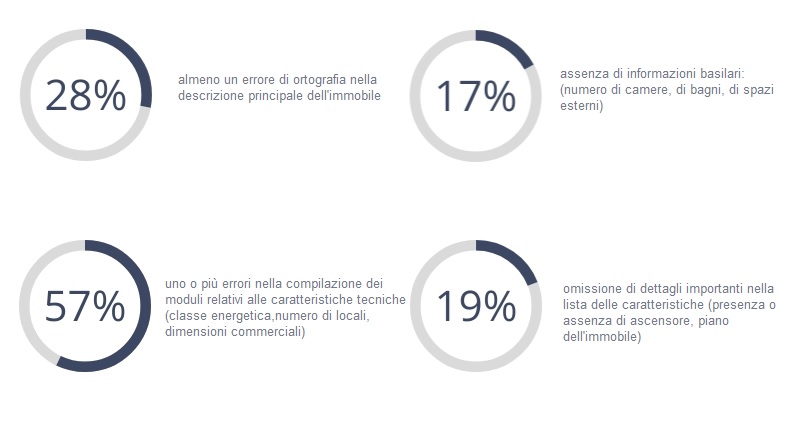 28%
almeno un errore di ortografia nella
descrizione principale dell'immobile
17%
assenza di informazioni basilari:
(numero di camere, di bagni, di spazi
esterni)
57%
uno o più errori nella compilazione dei
moduli relativi alle caratteristiche tecniche
(classe energetica,numero di locali,
dimensioni commerciali)
19%
omissione di dettagli importanti nella
lista delle caratteristiche (presenza o
assenza di ascensore, piano
dell'immobile)